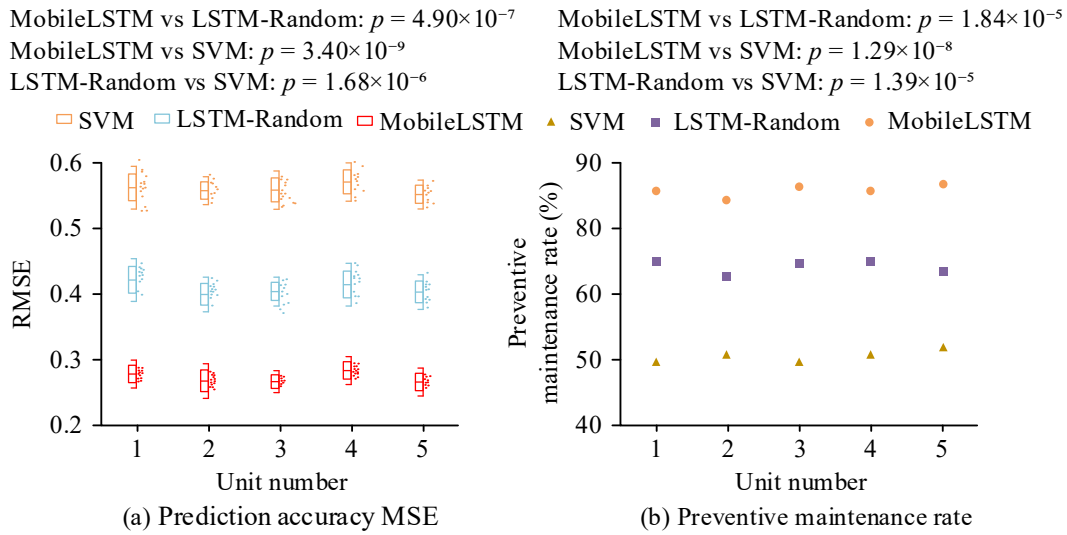 MobileLSTM vs LSTM-Random: p = 4.90×10⁻⁷
MobileLSTM vs SVM: p = 3.40×10⁻⁹
LSTM-Random vs SVM: p = 1.68×10⁻⁶
MobileLSTM vs LSTM-Random: p = 1.84×10⁻⁵
MobileLSTM vs SVM: p = 1.29×10⁻⁸
LSTM-Random vs SVM: p = 1.39×10⁻⁵
SVM LSTM-Random MobileLSTM
SVM LSTM-Random MobileLSTM
RMSE
0.6
0.5
0.4
0.3
0.2
1 2 3 4 5
Unit number
(a) Prediction accuracy MSE
Preventive
maintenance rate (%)
90
80
60
50
40
1 2 3 4 5
Unit number
(b) Preventive maintenance rate